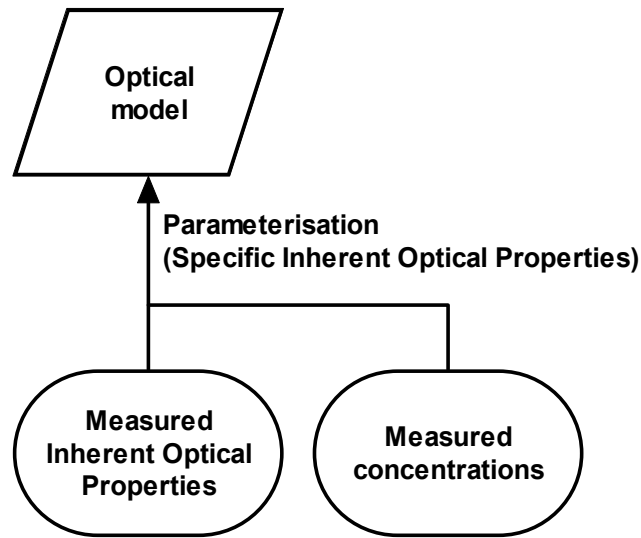 Optical
model
Parameterisation
(Specific Inherent Optical Properties)
Measured
Inherent Optical
Properties
Measured
concentrations